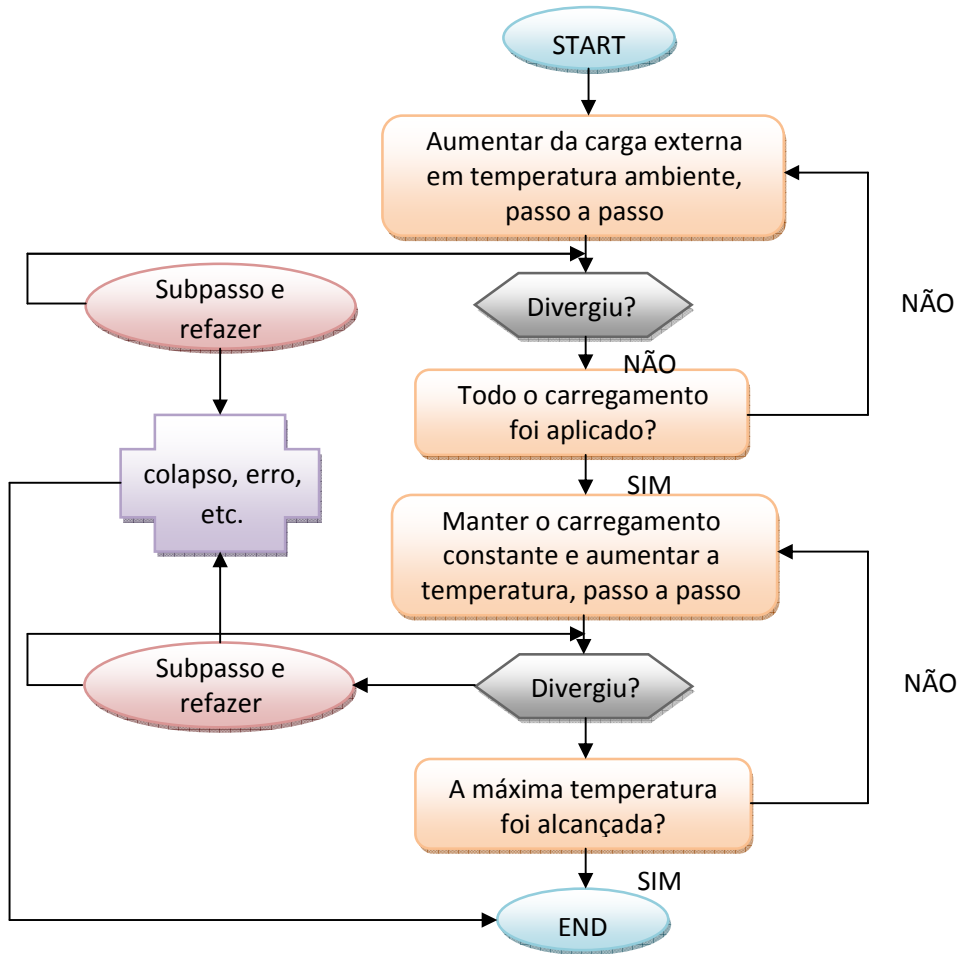 START
Aumentar da carga externa
em temperatura ambiente,
passo a passo
Subpasso e
refazer
Divergiu?
NÃO
NÃO
Todo o carregamento
foi aplicado?
colapso, erro,
etc.
SIM
Manter o carregamento
constante e aumentar a
temperatura, passo a passo
Subpasso e
refazer
Divergiu?
NÃO
A máxima temperatura
foi alcançada?
SIM
END